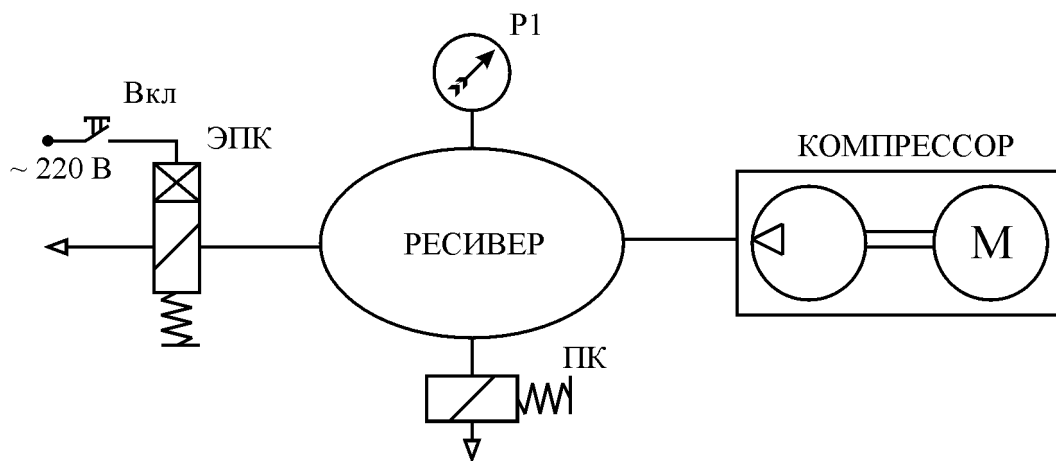 P1
Вкл
ЭПК
~ 220 В
КОМПРЕССОР
РЕСИВЕР
М
ПК